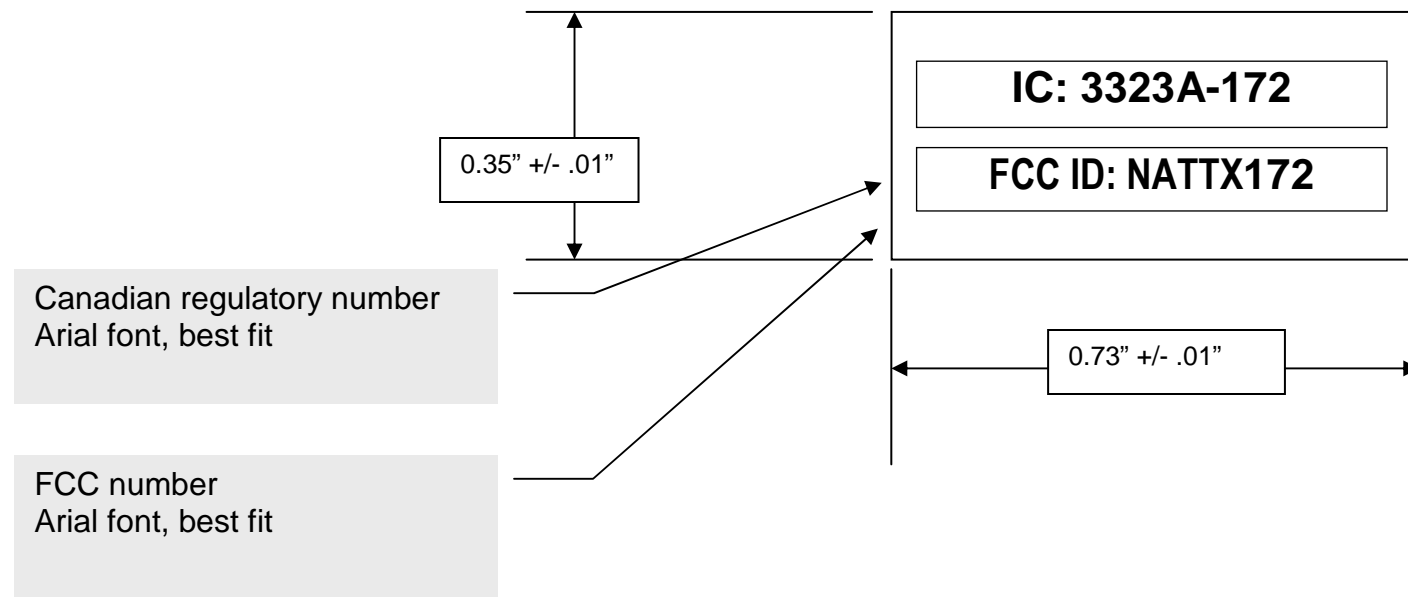 IC: 3323A-172
0.35” +/- .01”
FCC ID: NATTX172
Canadian regulatory number
Arial font, best fit
0.73” +/- .01”
FCC number
Arial font, best fit